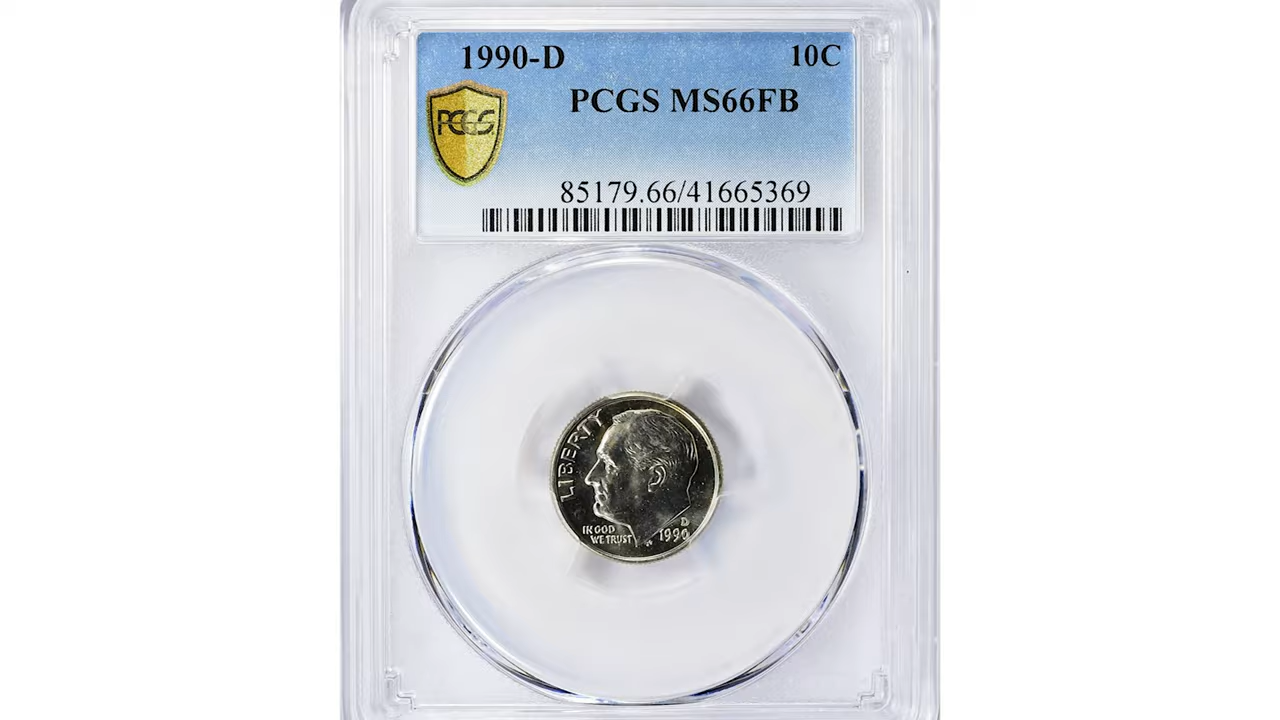 1990-D 10C
PCGS MS66FB
PCGS
85179.66/41665369
LIBERTY
IN GOD
WE TRUST
D
1990